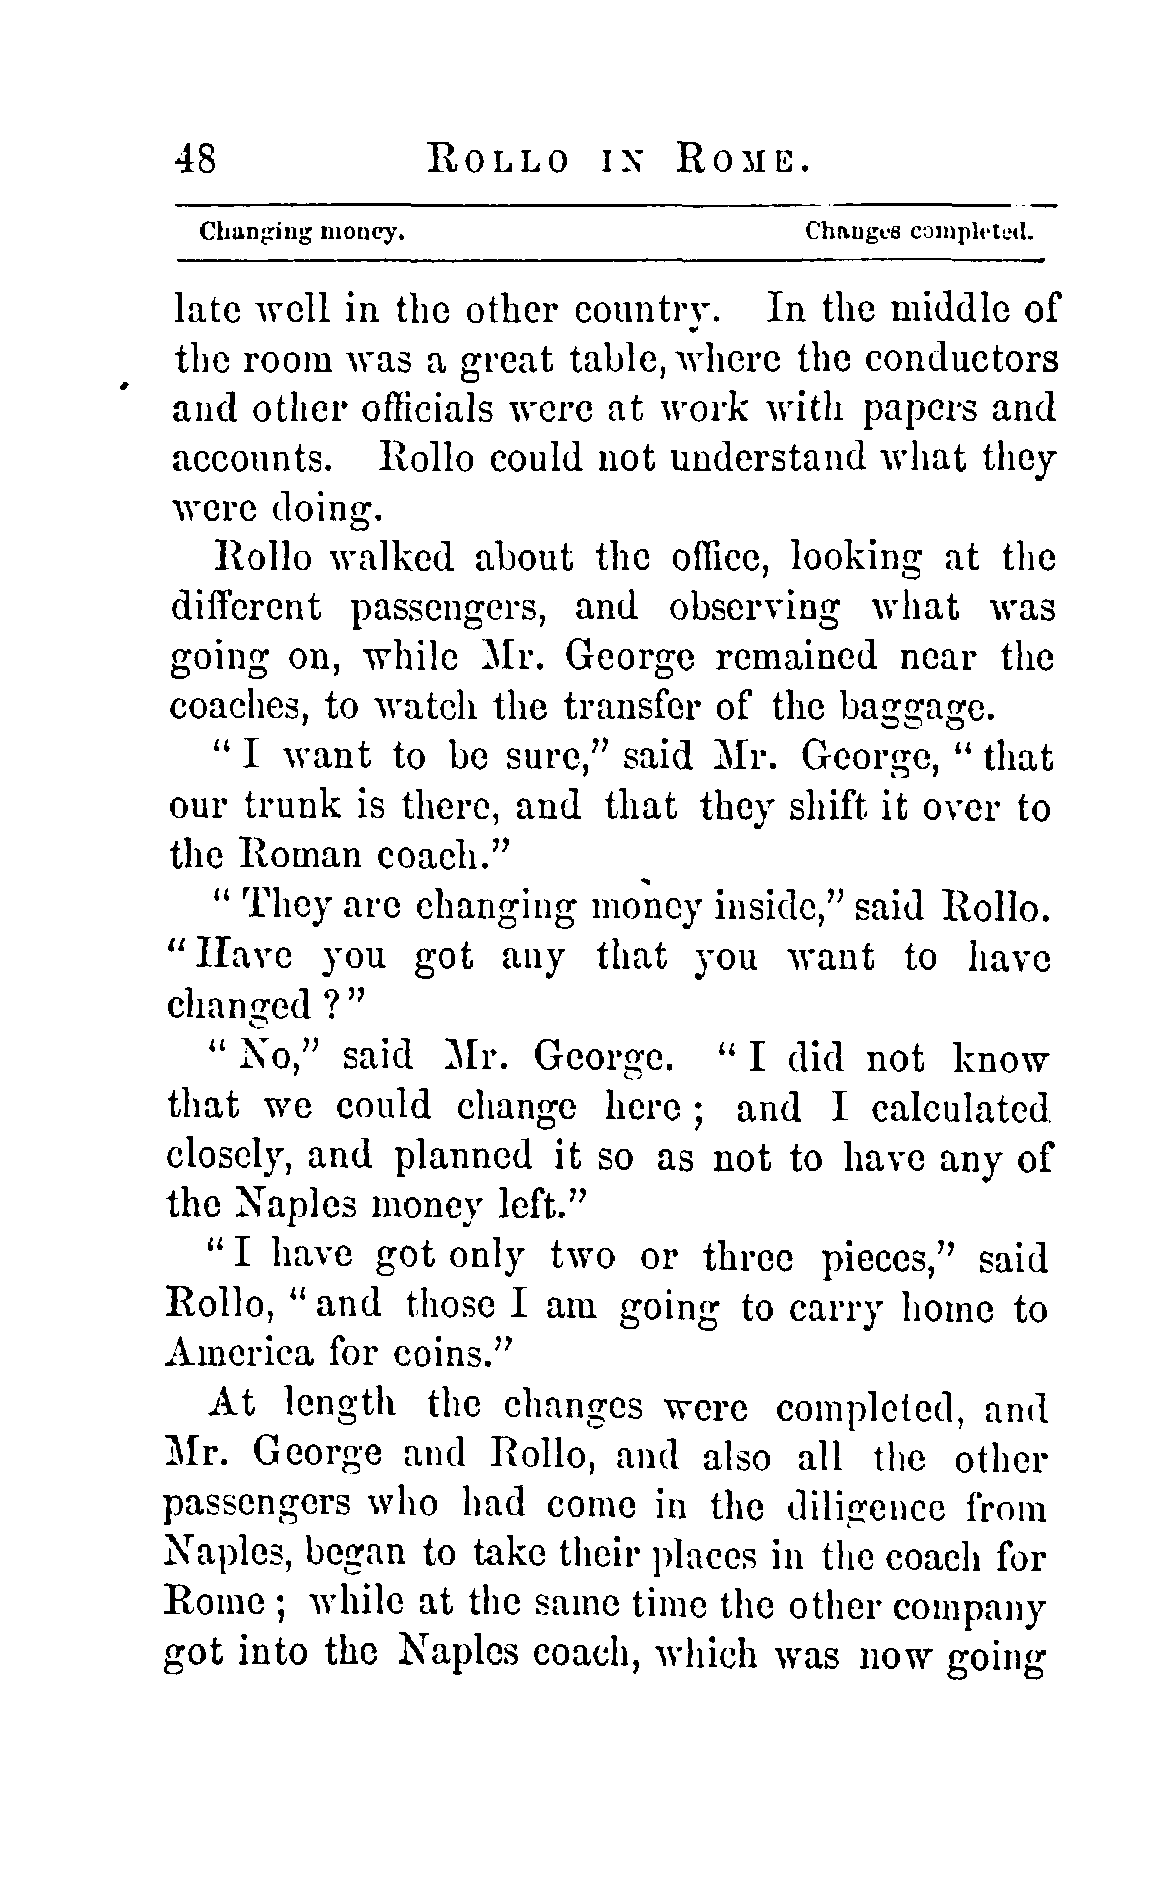 48 ROLLO IN ROME.
Changing money. Changes completed.
late well in the other country. In the middle of
the room was a great table, where the conductors
and other officials were at work with papers and
accounts. Rollo could not understand what they
were doing.
Rollo walked about the office, looking at the
different passengers, and observing what was
going on, while Mr. George remained near the
coaches, to watch the transfer of the baggage.
"I want to be sure," said Mr. George, "that
our trunk is there, and that they shift it over to
the Roman coach."
"They are changing money inside," said Rollo.
"Have you got any that you want to have
changed?"
"No," said Mr. George. "I did not know
that we could change here; and I calculated
closely, and planned it so as not to have any of
the Naples money left."
"I have got only two or three pieces," said
Rollo, "and those I am going to carry home to
America for coins."
At length the changes were completed, and
Mr. George and Rollo, and also all the other
passengers who had come in the diligence from
Naples, began to take their places in the coach for
Rome; while at the same time the other company
got into the Naples coach, which was now going